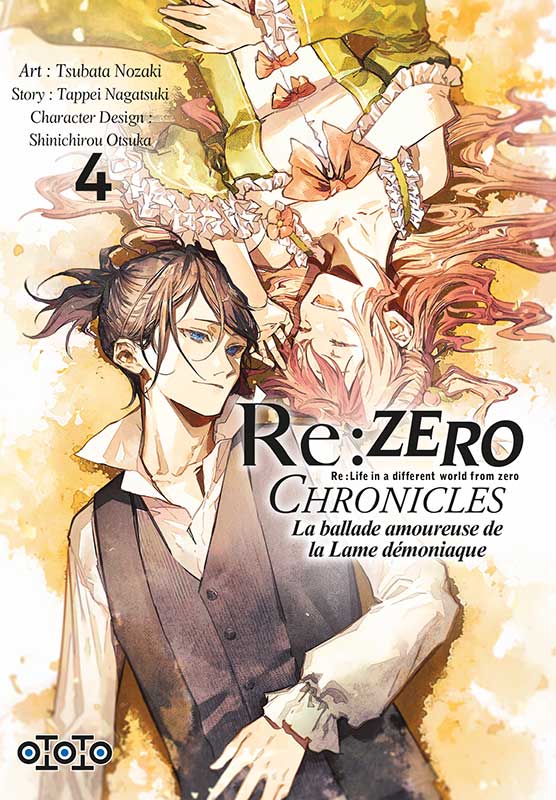 Art : Tsubata Nozaki
Story : Tappei Nagatsuki
Character Design :
Shinichirou Otsuka
4
Re:ZERO
Re:Life in a different world from zero
CHRONICLES
La ballade amoureuse de
la Lame démoniaque
OTOTO